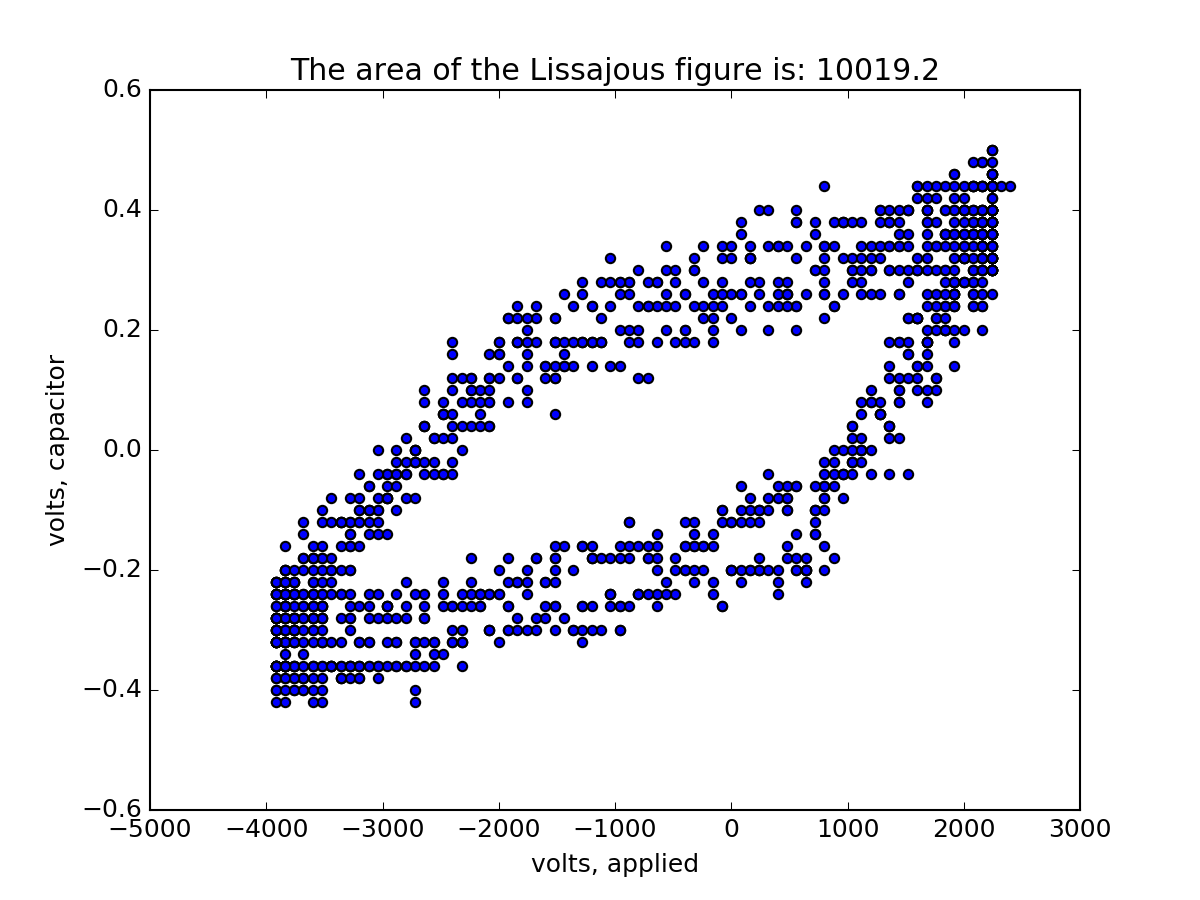 The area of the Lissajous figure is: 10019.2
0.6
0.4
0.2
0.0
−0.2
−0.4
−0.6
−5000 −4000 −3000 −2000 −1000 0 1000 2000 3000
volts, capacitor
volts, applied